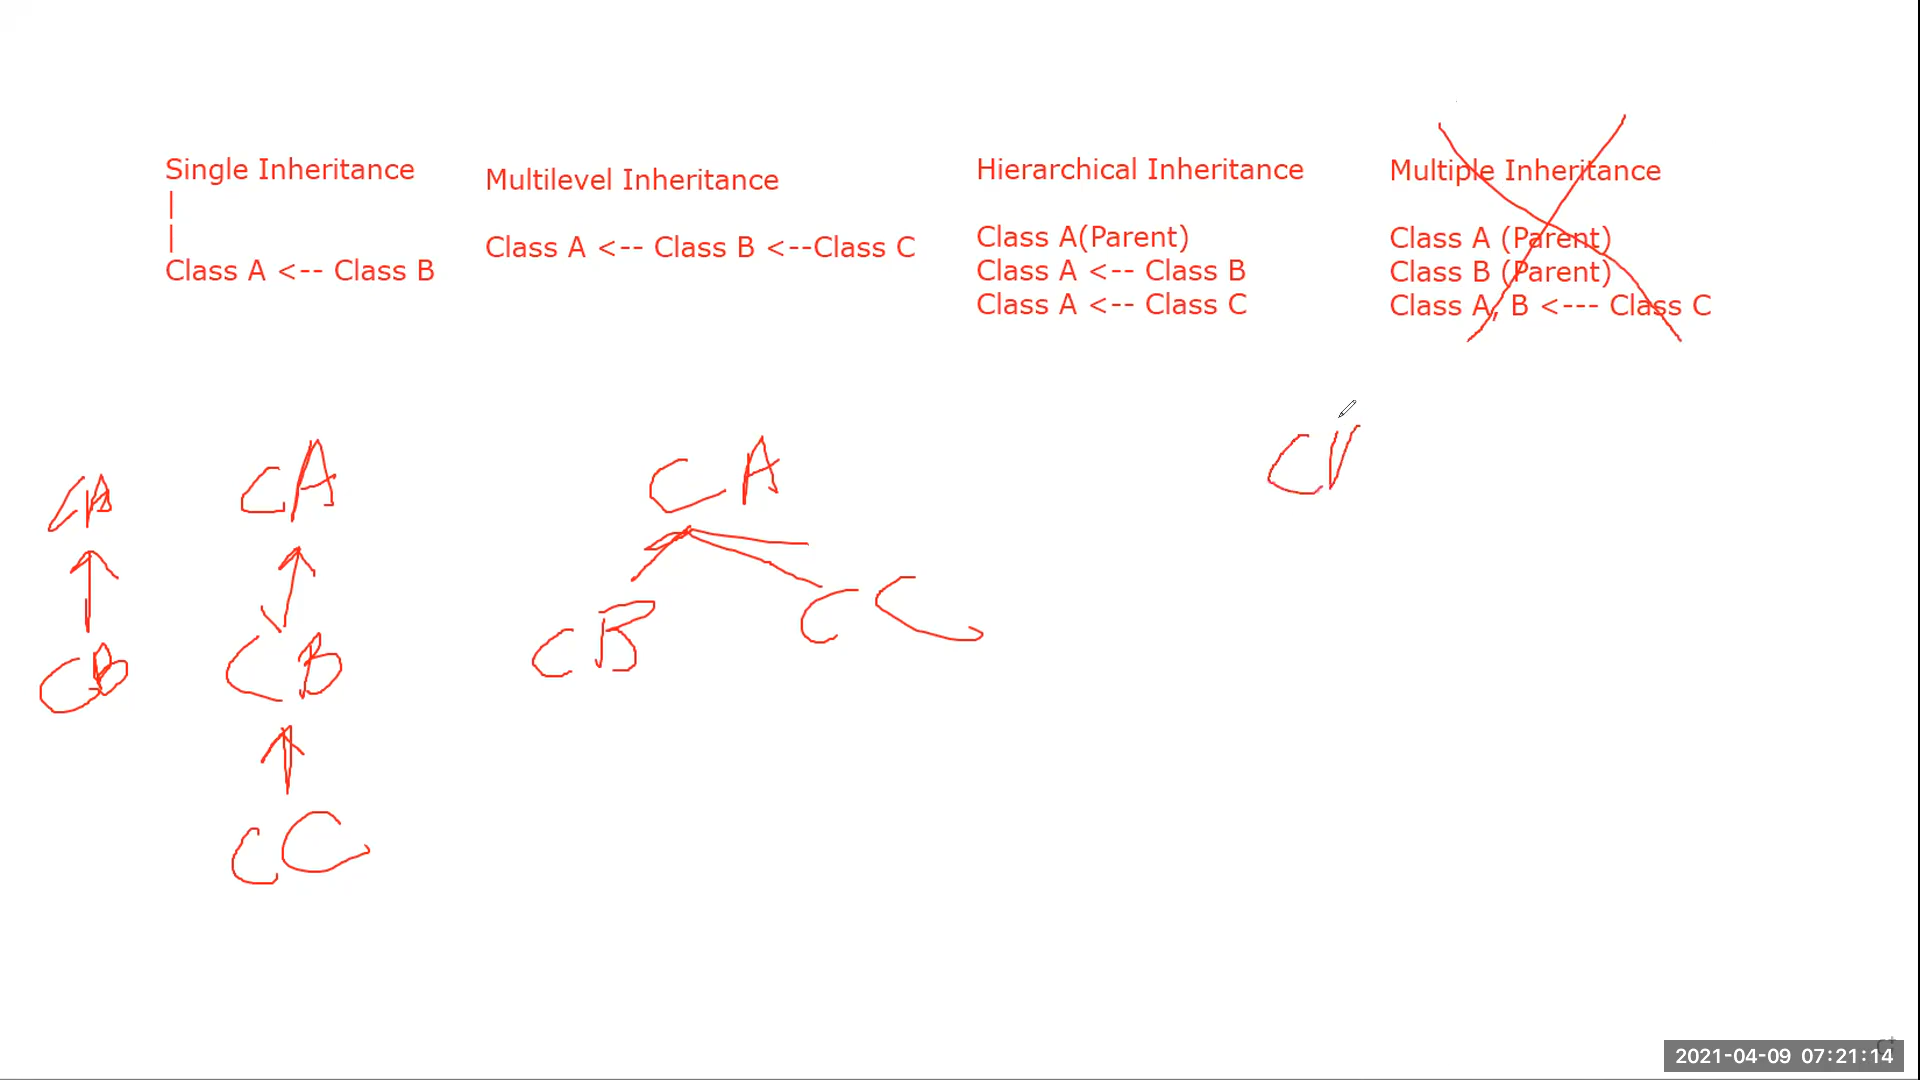 Single Inheritance
|
|
Class A <-- Class B
Multilevel Inheritance
Class A <-- Class B <--Class C
Hierarchical Inheritance
Class A(Parent)
Class A <-- Class B
Class A <-- Class C
Multiple Inheritance
Class A (Parent)
Class B (Parent)
Class A, B <--- Class C
CA
CB
CA
CB
CC
CA
CB
CC
C
2021-04-09 07:21:14